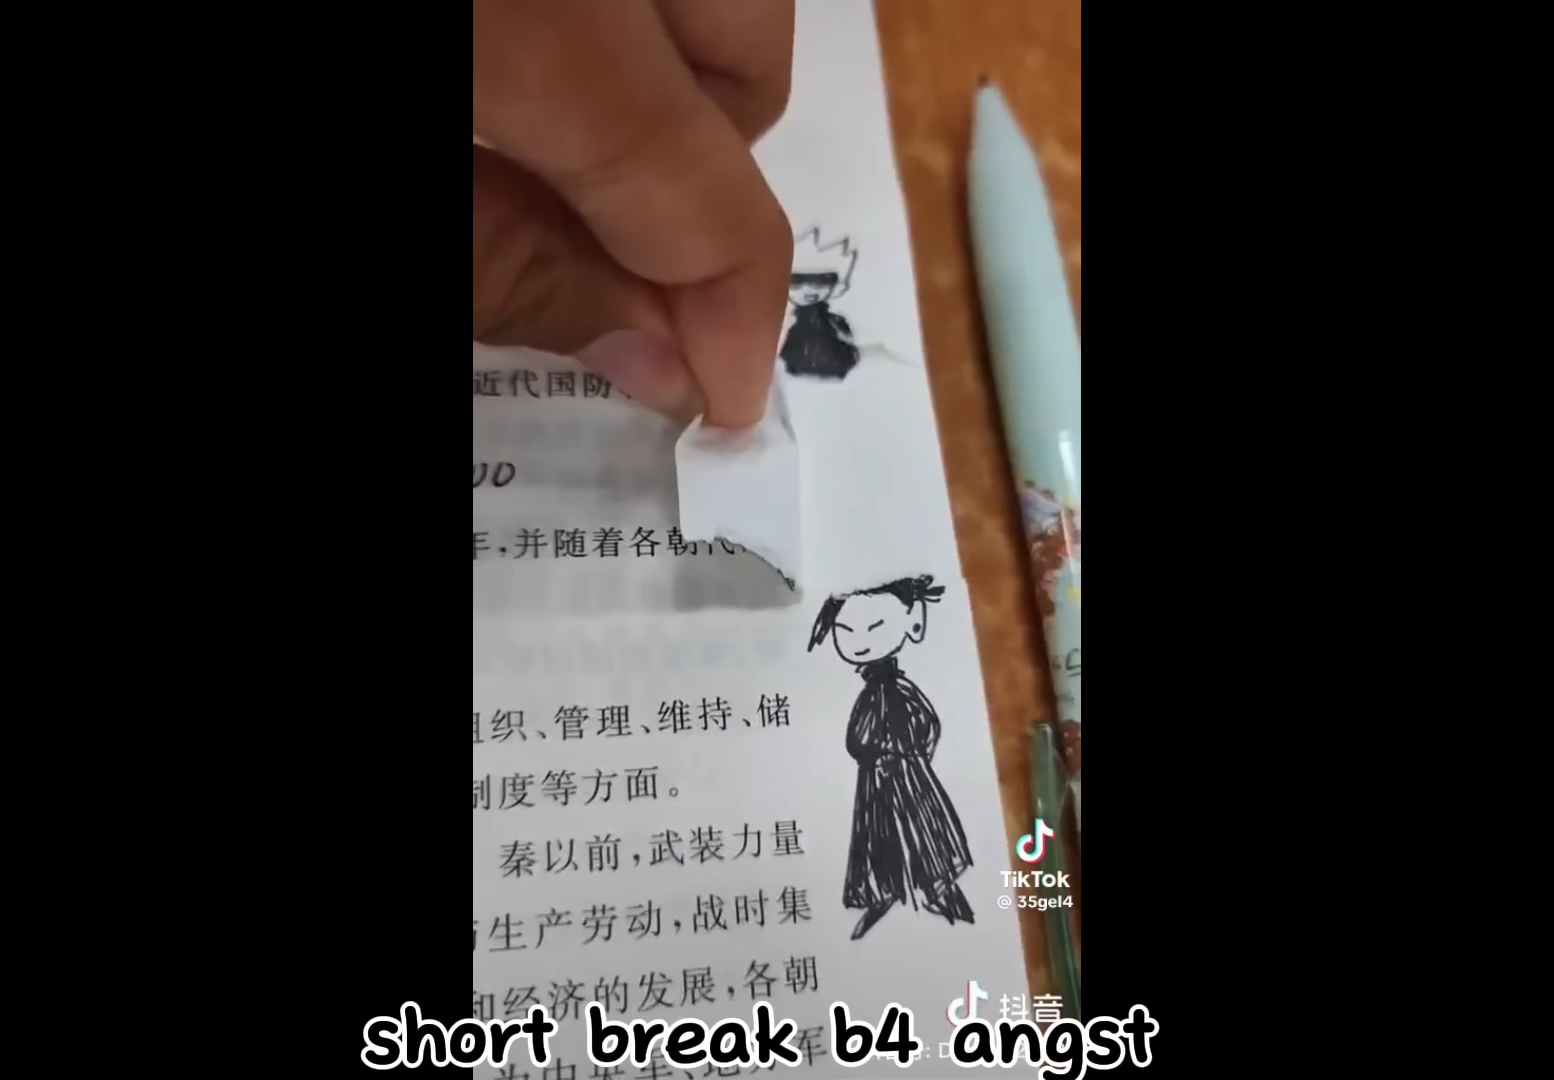 近代国防
年,并随着各朝代
组织、管理、维持、储
制度等方面。
秦以前,武装力量
与生产劳动,战时集
和经济的发展,各朝
TikTok
@ 35gel4
抖音
short break b4 angst